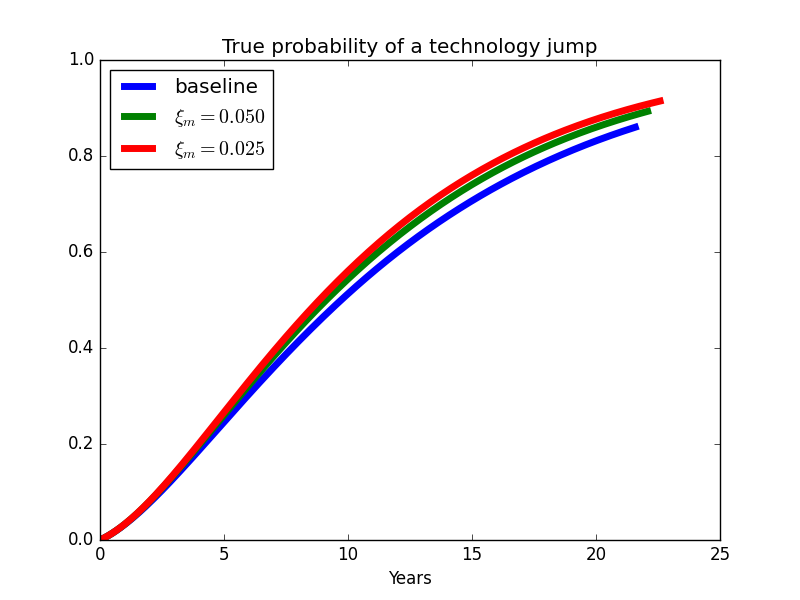 True probability of a technology jump
1.0
0.8
0.6
0.4
0.2
0.0
baseline
ξₘ = 0.050
ξₘ = 0.025
0 5 10 15 20 25
Years